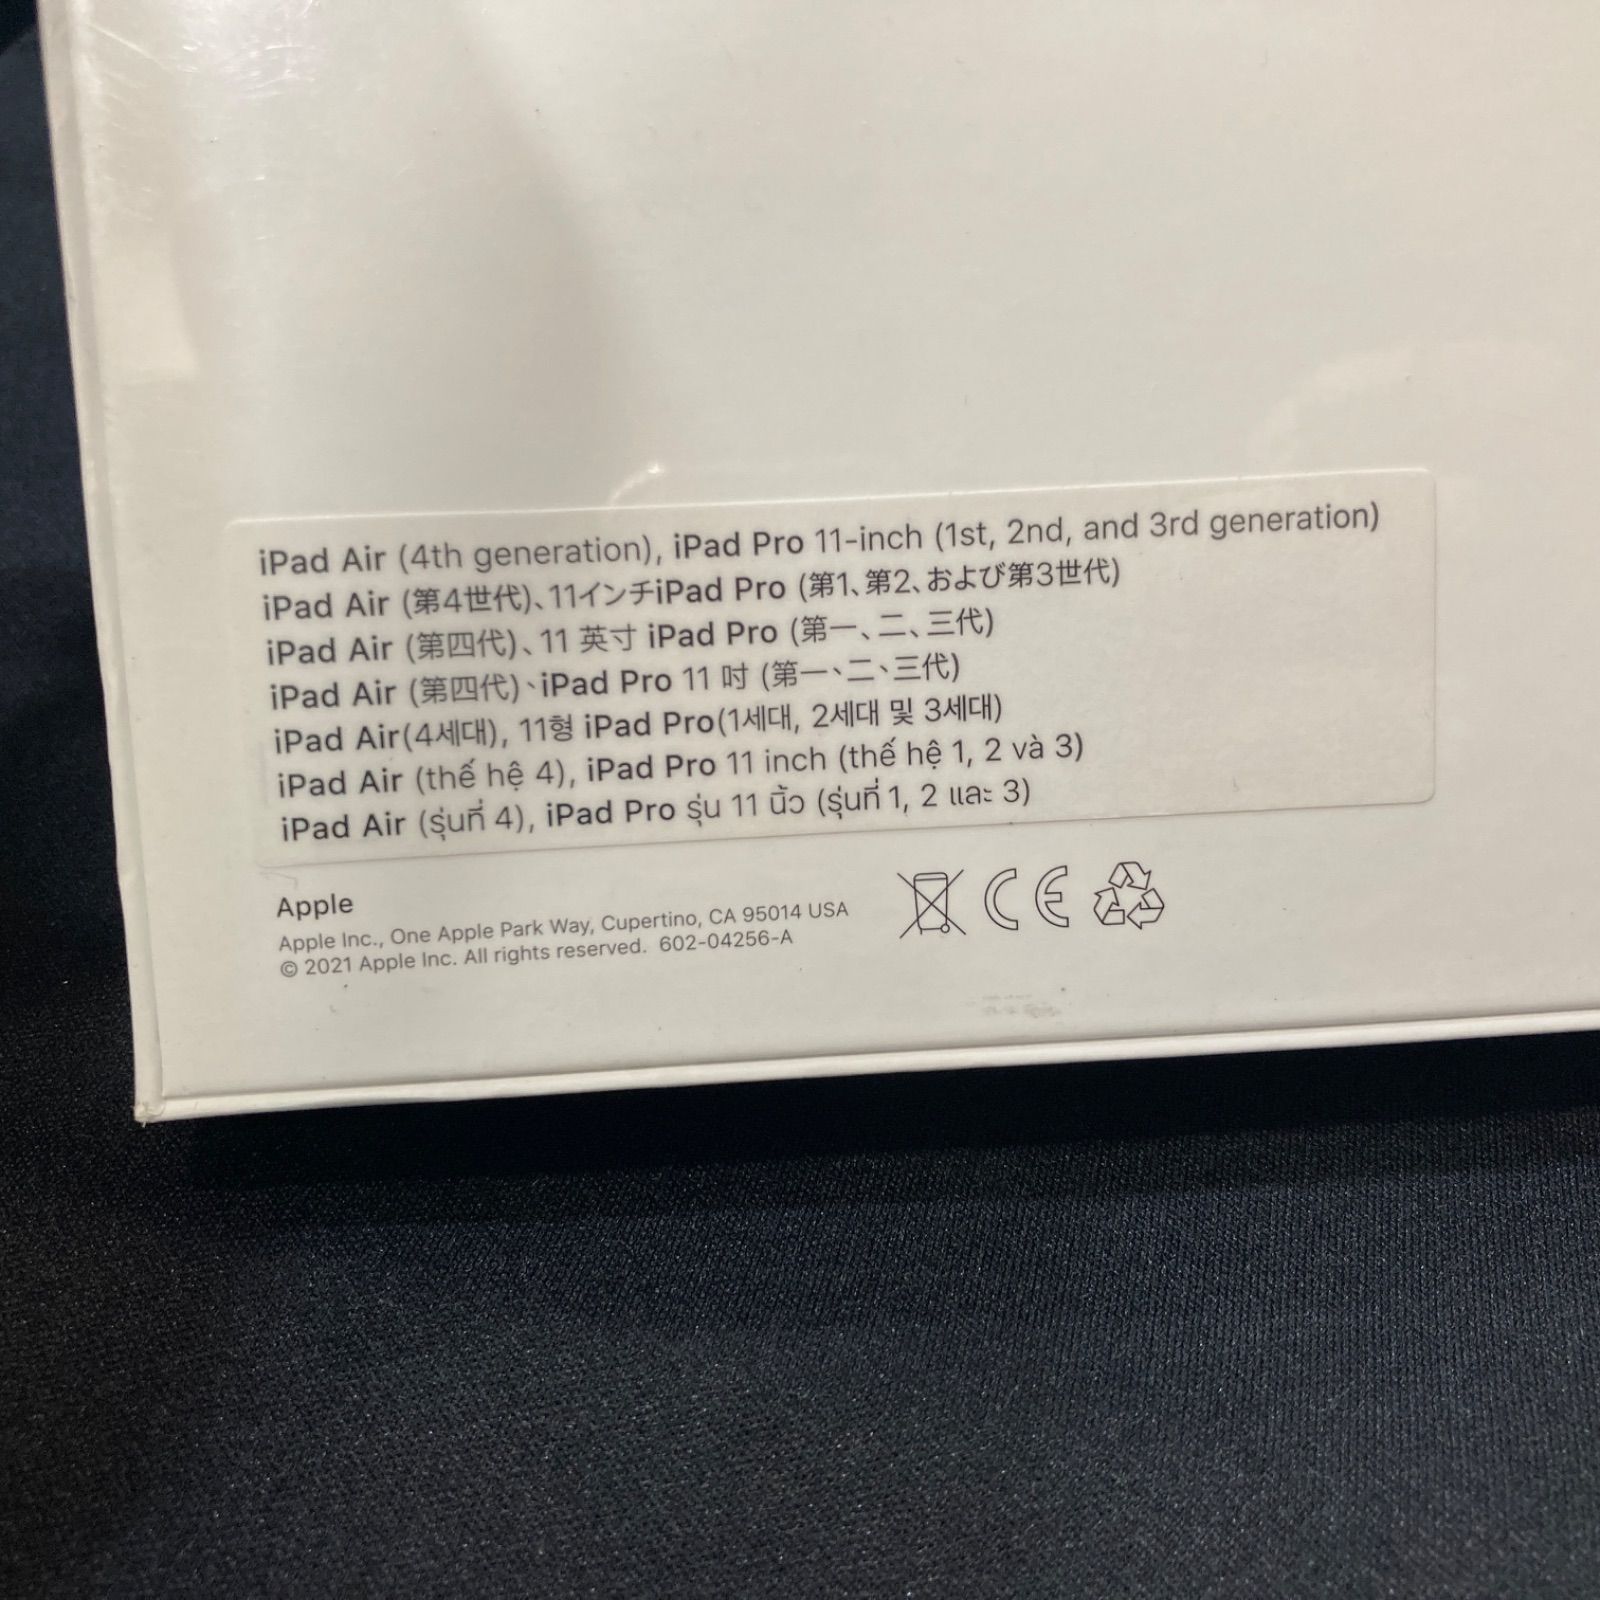 iPad Air (4th generation), iPad Pro 11-inch (1st, 2nd, and 3rd generation)
iPad Air (第4世代)、11インチiPad Pro (第1、第2、および第3世代)
iPad Air (第四代)、11 英寸 iPad Pro (第一、二、三代)
iPad Air (第四代)、iPad Pro 11 吋 (第一、二、三代)
iPad Air(4세대), 11형 iPad Pro(1세대, 2세대 및 3세대)
iPad Air (thế hệ 4), iPad Pro 11 inch (thế hệ 1, 2 và 3)
iPad Air (รุ่นที่ 4), iPad Pro รุ่น 11 นิ้ว (รุ่นที่ 1, 2 และ 3)
Apple
Apple Inc., One Apple Park Way, Cupertino, CA 95014 USA
© 2021 Apple Inc. All rights reserved. 602-04256-A
CE